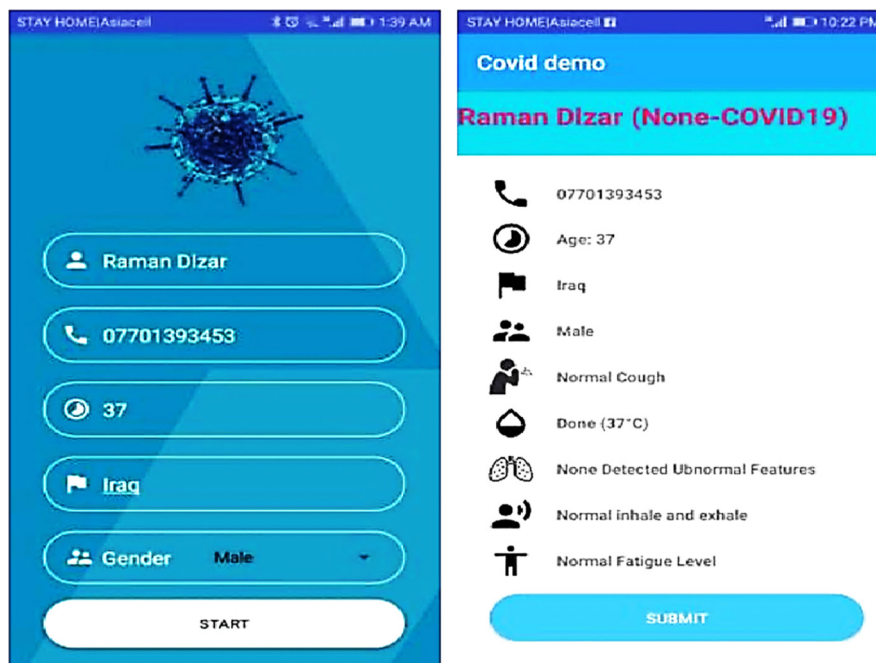 STAY HOME|Asiacell 1:39 AM
Raman Dizar
07701393453
37
Iraq
Gender Male
START
STAY HOME|Asiacell 10:22 PM
Covid demo
Raman Dizar (None-COVID19)
07701393453
Age: 37
Iraq
Male
Normal Cough
Done (37°C)
None Detected Ubnormal Features
Normal inhale and exhale
Normal Fatigue Level
SUBMIT